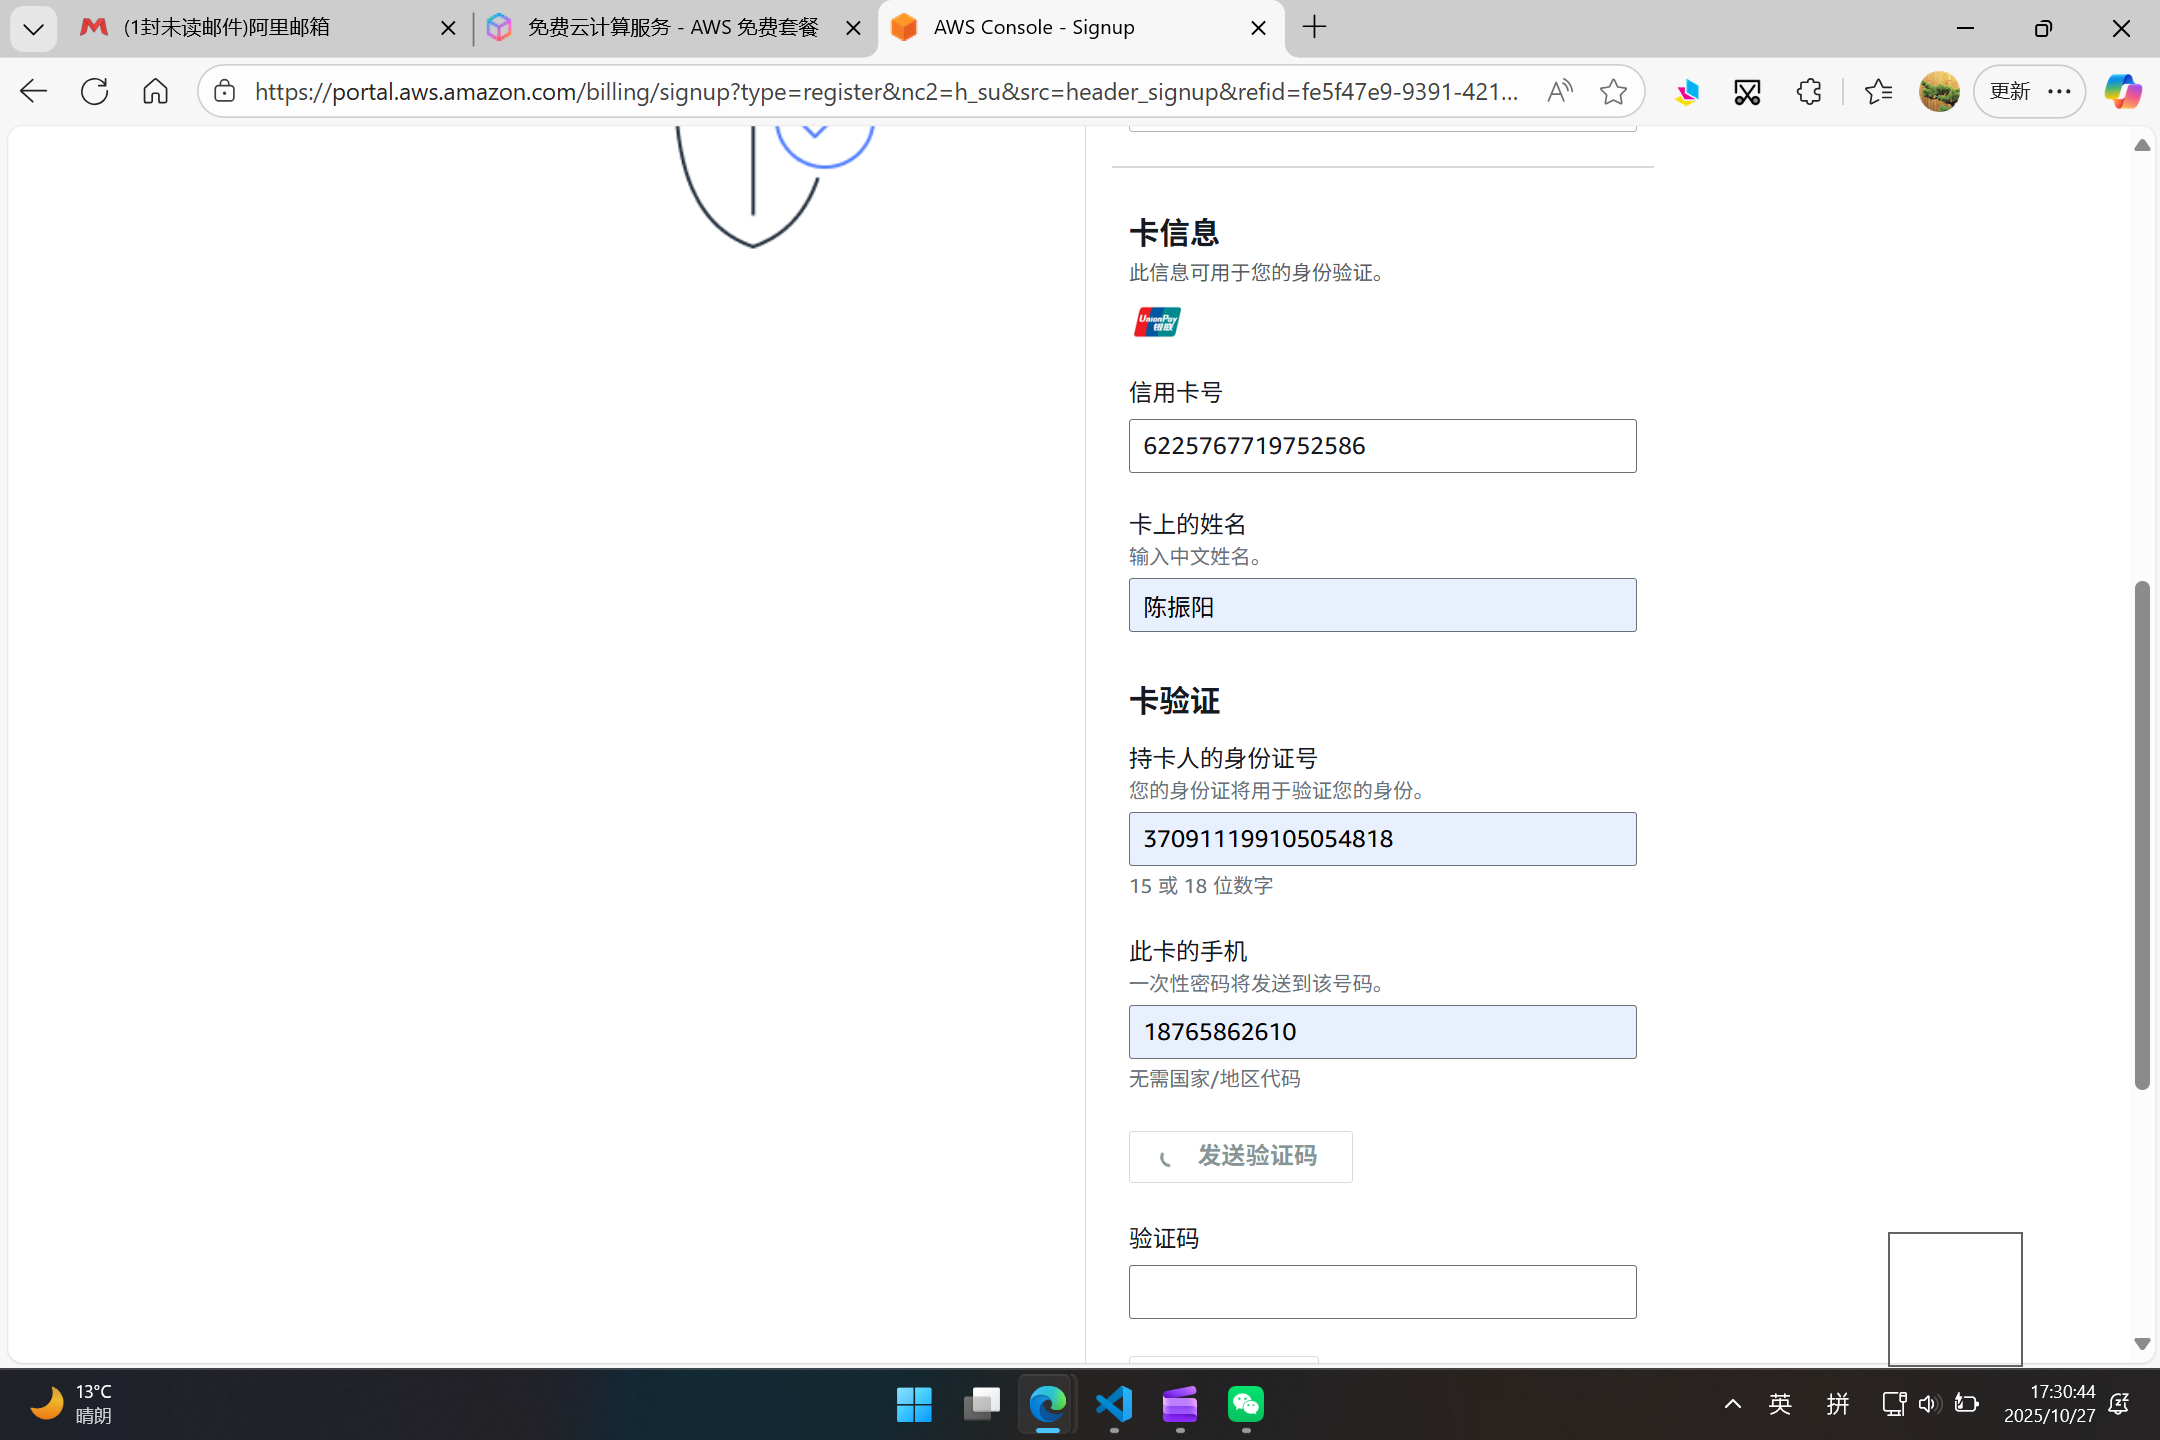 (1封未读邮件)阿里邮箱
免费云计算服务 - AWS 免费套餐
AWS Console - Signup
https://portal.aws.amazon.com/billing/signup?type=register&nc2=h_su&src=header_signup&refid=fe5f47e9-9391-421...
更新
卡信息
此信息可用于您的身份验证。
UnionPay
银联
信用卡号
6225767719752586
卡上的姓名
输入中文姓名。
陈振阳
卡验证
持卡人的身份证号
您的身份证将用于验证您的身份。
370911199105054818
15 或 18 位数字
此卡的手机
一次性密码将发送到该号码。
18765862610
无需国家/地区代码
发送验证码
验证码
13°C
晴朗
英
拼
17:30:44
2025/10/27